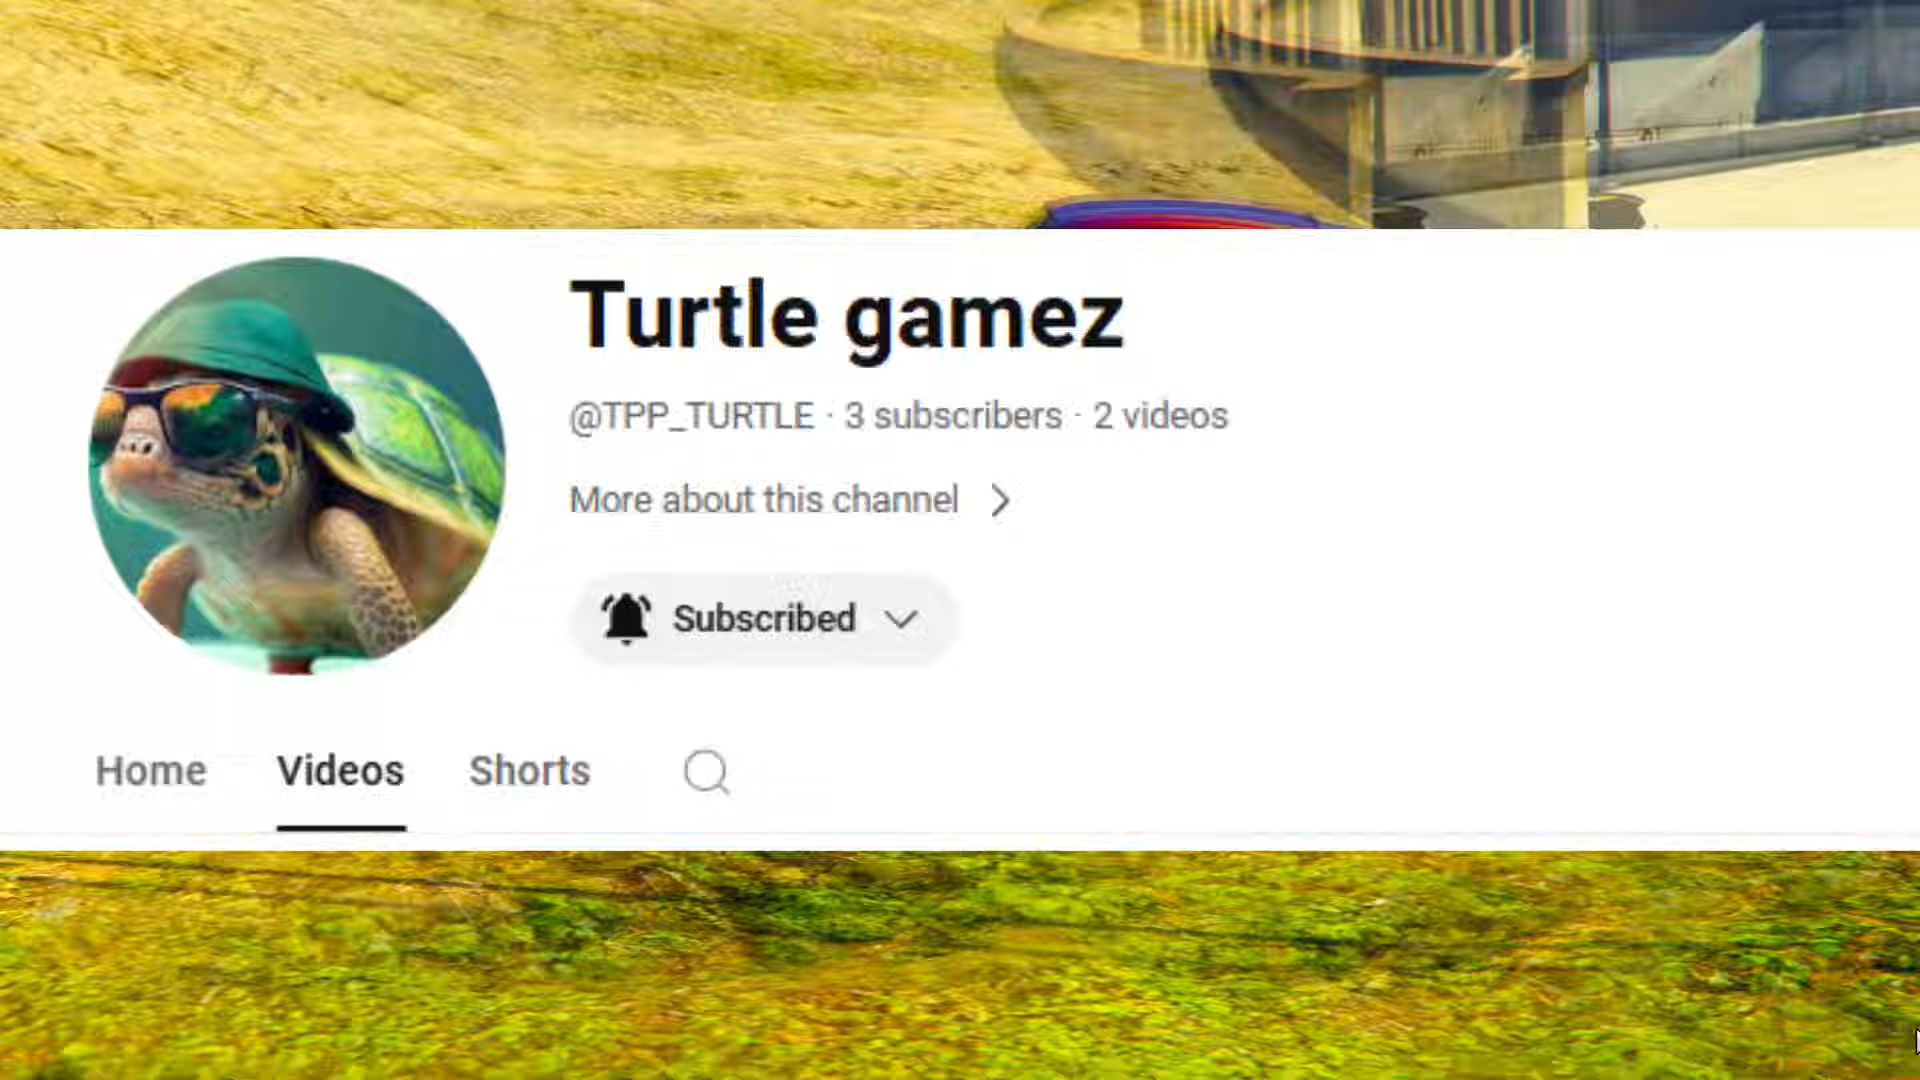 Turtle gamez
@TPP_TURTLE · 3 subscribers · 2 videos
More about this channel
Subscribed
Home Videos Shorts